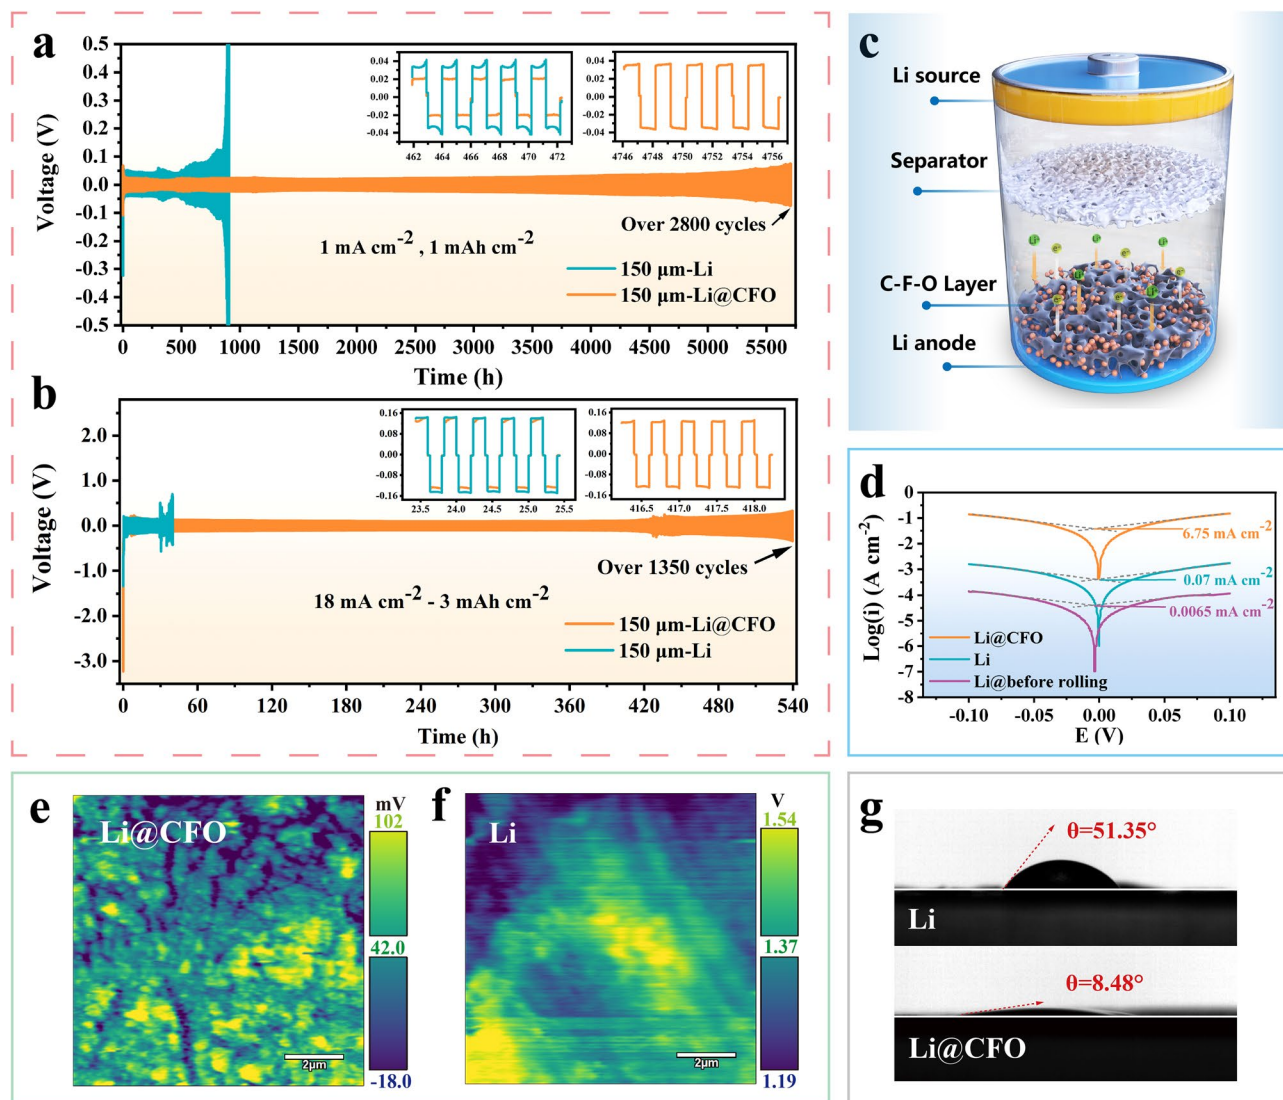 a
Voltage (V)
0.5
0.4
0.3
0.2
0.1
0.0
-0.1
-0.2
-0.3
-0.4
-0.5
0.04
0.02
0.00
-0.02
-0.04
462 464 466 468 470 472
0.04
0.02
0.00
-0.02
-0.04
4746 4748 4750 4752 4754 4756
Over 2800 cycles
1 mA cm-2 , 1 mAh cm-2
150 μm-Li
150 μm-Li@CFO
0 500 1000 1500 2000 2500 3000 3500 4000 4500 5000 5500
Time (h)
b
Voltage (V)
2.0
1.0
0.0
-1.0
-2.0
-3.0
0.16
0.08
0.00
-0.08
-0.16
23.5 24.0 24.5 25.0 25.5
0.16
0.08
0.00
-0.08
-0.16
416.5 417.0 417.5 418.0
Over 1350 cycles
18 mA cm-2 - 3 mAh cm-2
150 μm-Li@CFO
150 μm-Li
0 60 120 180 240 300 360 420 480 540
Time (h)
c
Li source
Separator
C-F-O Layer
Li anode
Li+
e-
Li+
Li+
e-
Li+
e-
Li+
e-
d
Log(i) (A cm-2)
0
-1
-2
-3
-4
-5
-6
-7
-8
6.75 mA cm-2
0.07 mA cm-2
0.0065 mA cm-2
Li@CFO
Li
Li@before rolling
-0.10 -0.05 0.00 0.05 0.10
E (V)
e
Li@CFO
2μm
mV
102
42.0
-18.0
f
Li
2μm
V
1.54
1.37
1.19
g
θ=51.35°
Li
θ=8.48°
Li@CFO